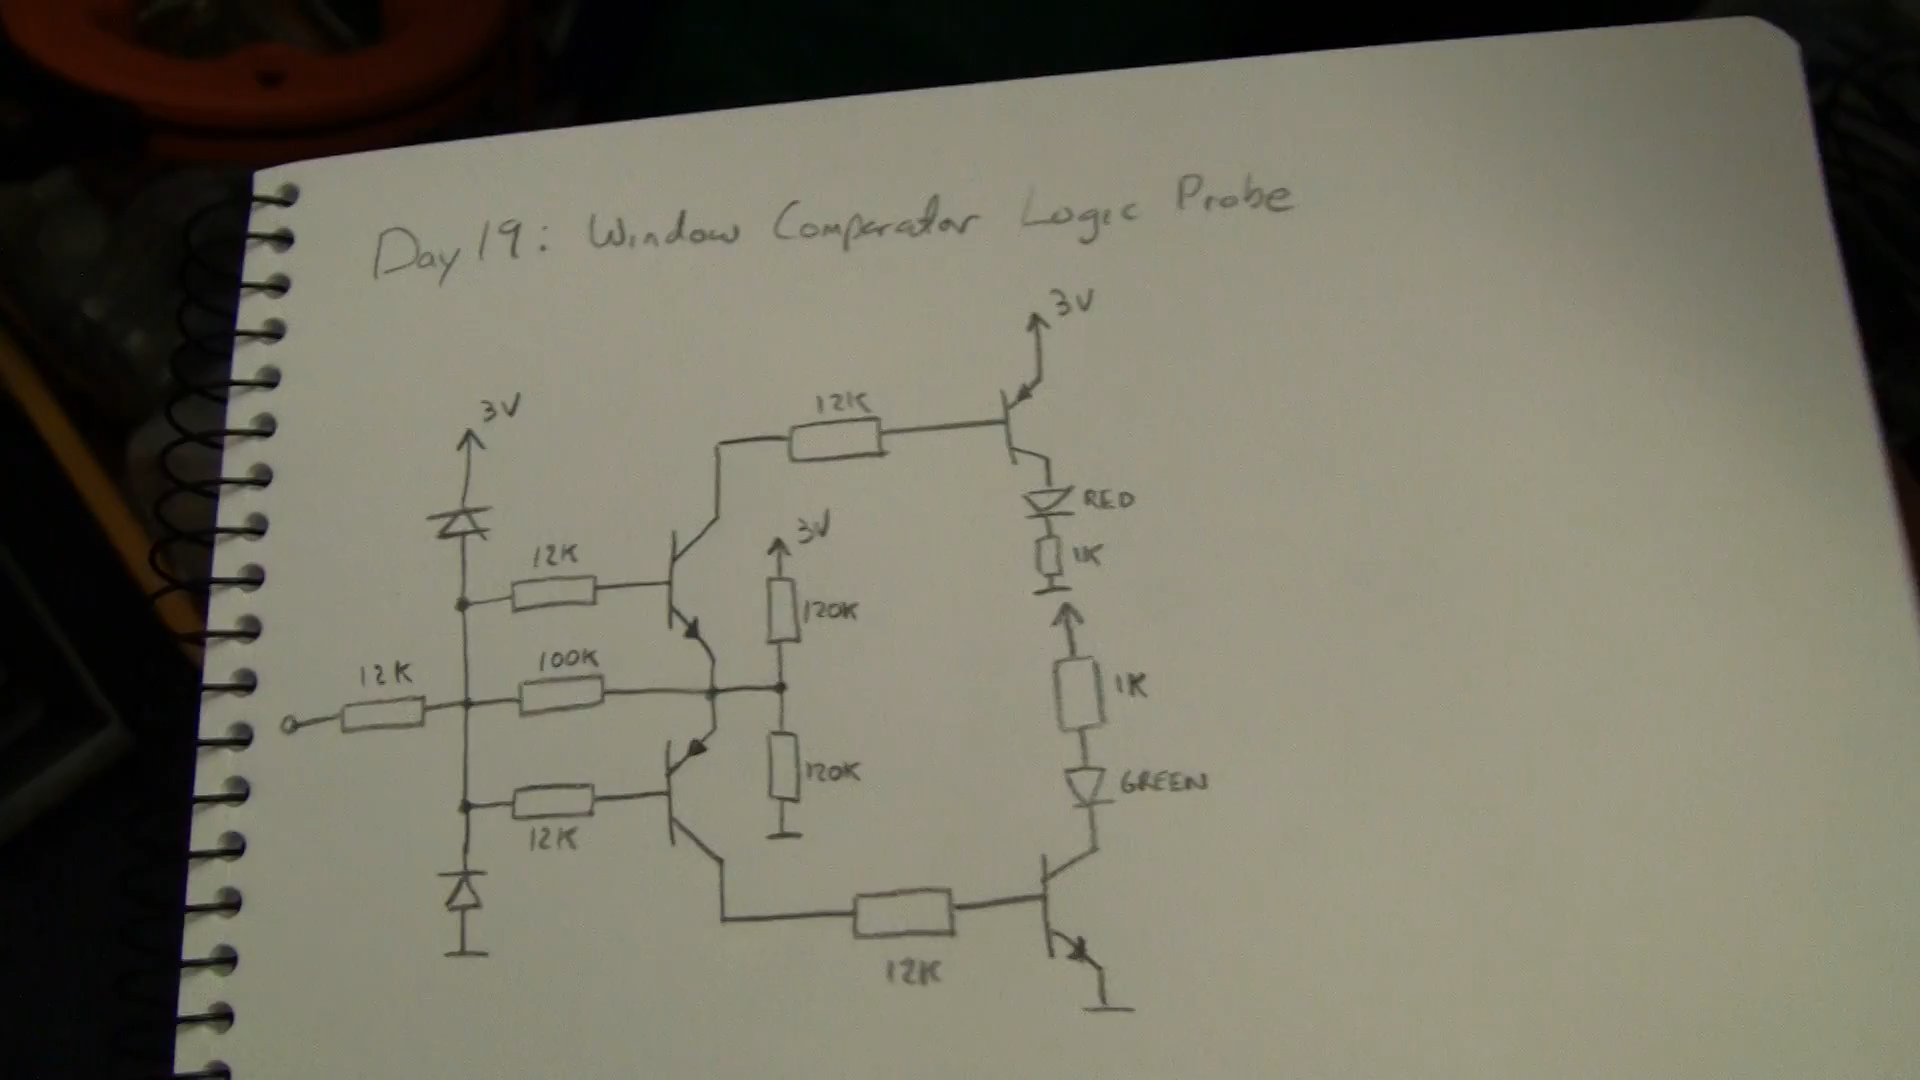 Day 19: Window Comparator Logic Probe
3V
12K
3V
RED
12K
3V
1K
120K
100K
12K
1K
120K
GREEN
12K
12K